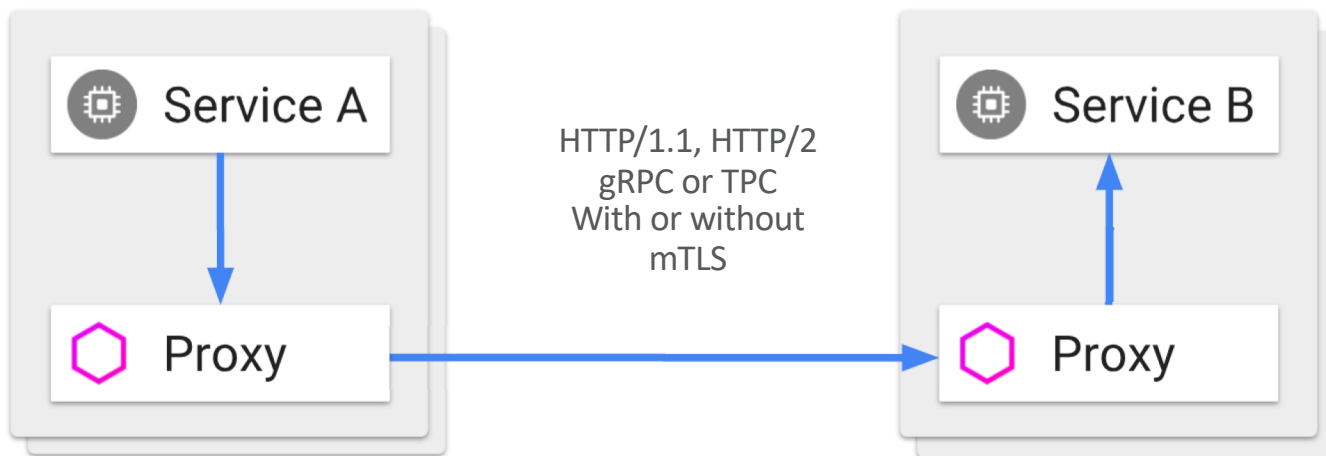 Service A
Proxy
HTTP/1.1, HTTP/2
gRPC or TPC
With or without
mTLS
Service B
Proxy